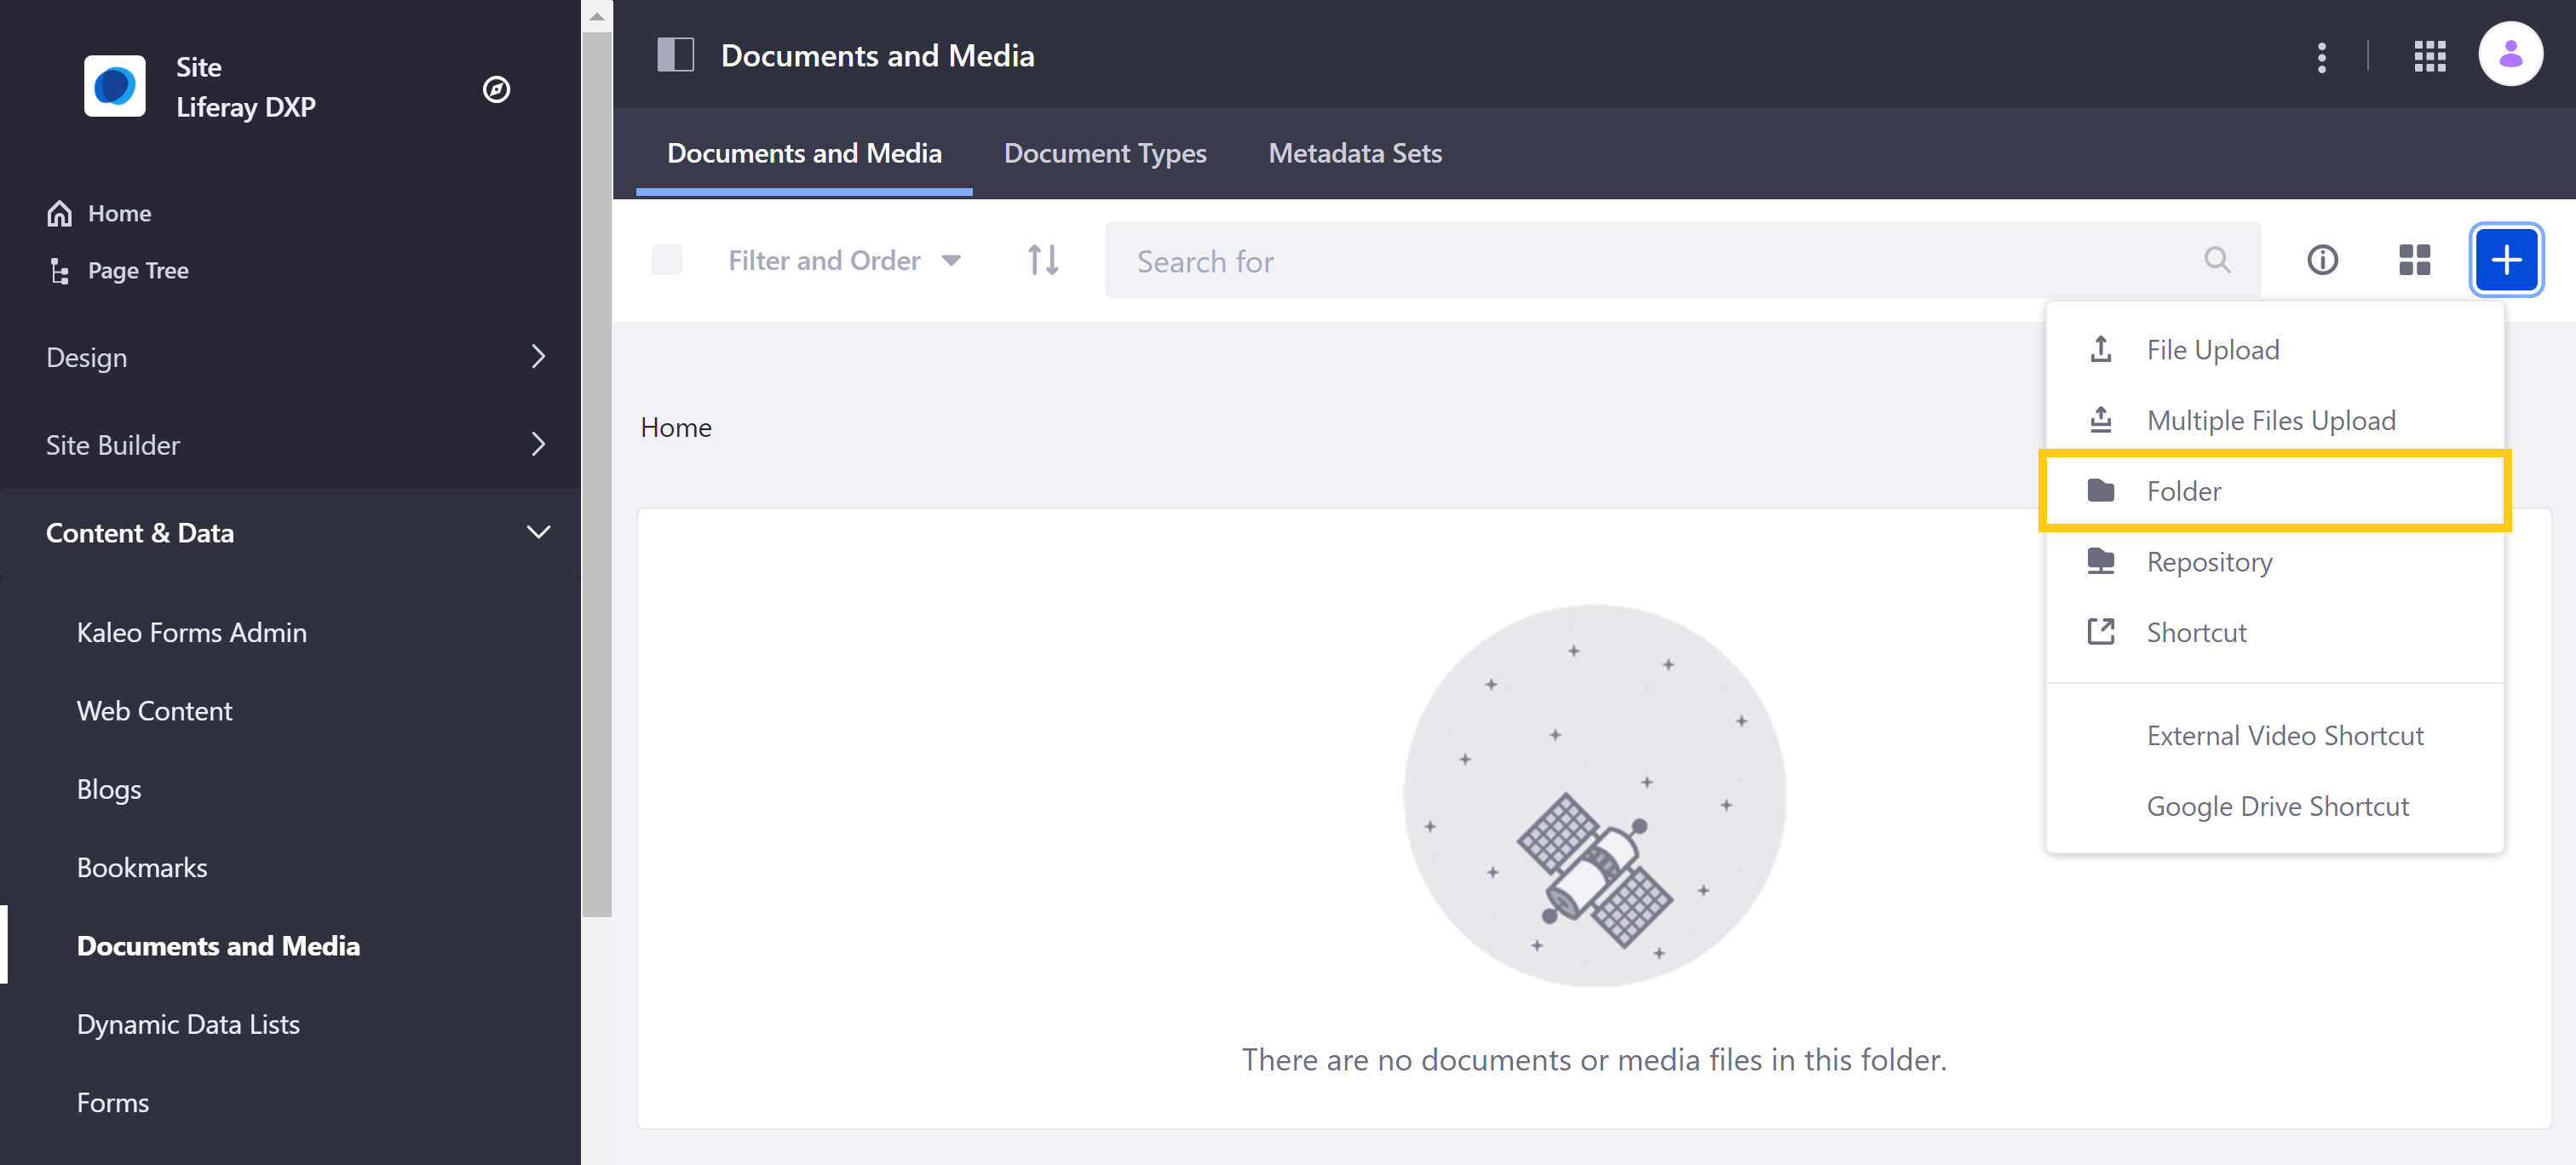 Site
Liferay DXP
Home
Page Tree
Design
Site Builder
Content & Data
Kaleo Forms Admin
Web Content
Blogs
Bookmarks
Documents and Media
Dynamic Data Lists
Forms
Documents and Media
Documents and Media Document Types Metadata Sets
Filter and Order Search for
File Upload
Multiple Files Upload
Folder
Repository
Shortcut
External Video Shortcut
Google Drive Shortcut
Home
There are no documents or media files in this folder.